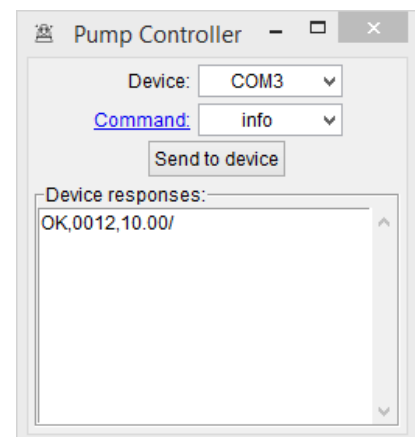 Pump Controller
Device: COM3
Command: info
Send to device
Device responses:
OK,0012,10.00/